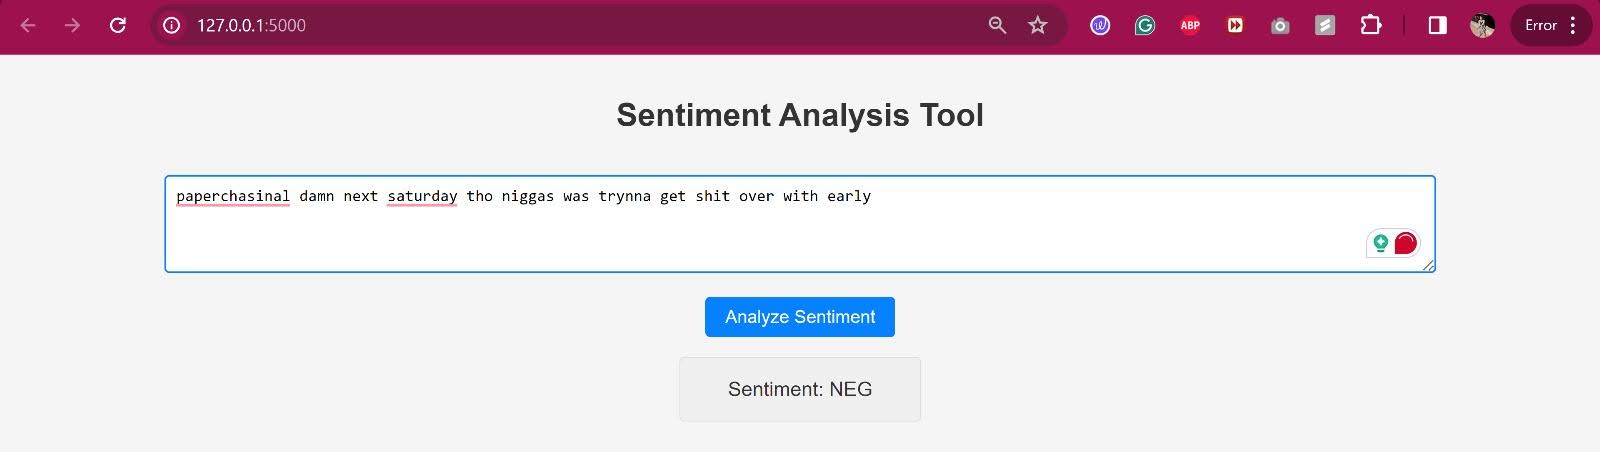 127.0.0.1:5000
ABP
Error
Sentiment Analysis Tool
paperchasinal damn next saturday tho niggas was trynna get shit over with early
Analyze Sentiment
Sentiment: NEG